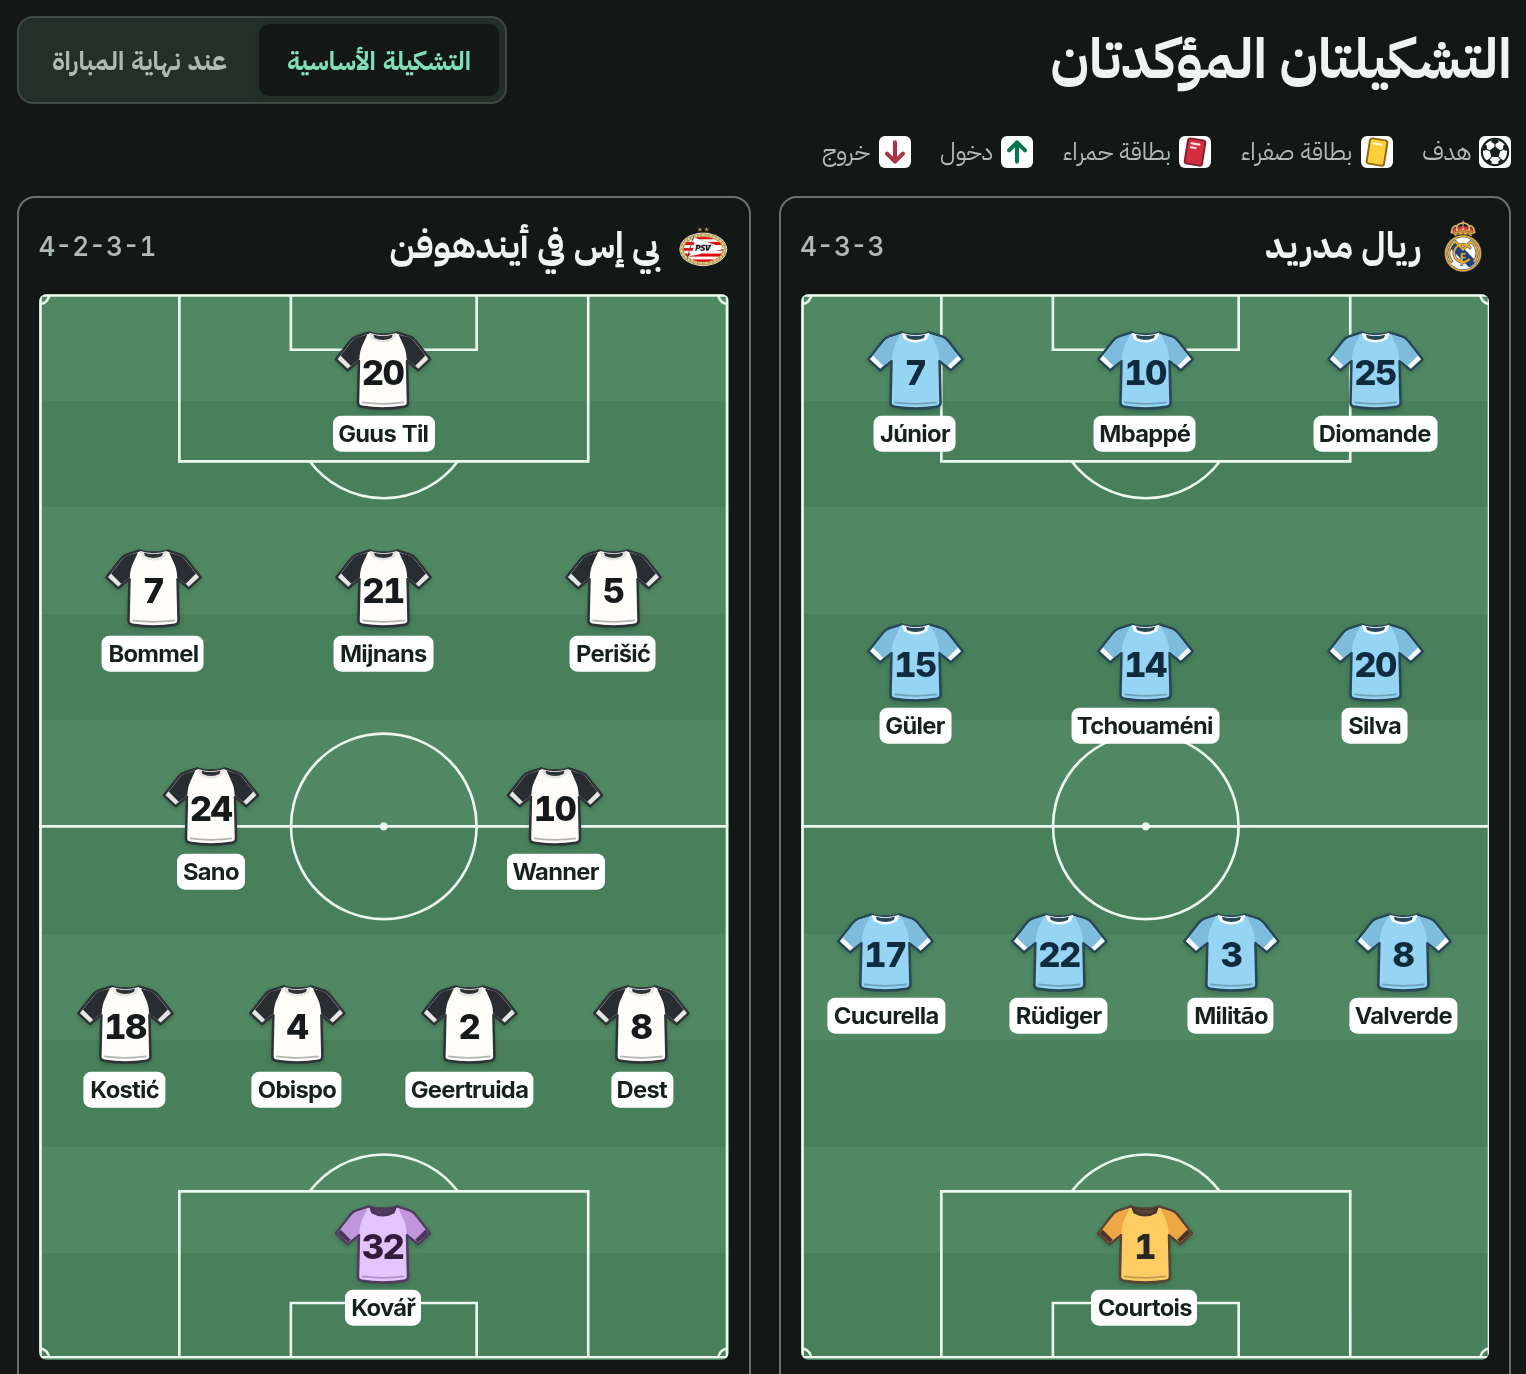 التشكيلتان المؤكدتان
التشكيلة الأساسية
عند نهاية المباراة
هدف
بطاقة صفراء
بطاقة حمراء
دخول
خروج
ريال مدريد
4-3-3
7
10
25
Júnior
Mbappé
Diomande
15
14
20
Güler
Tchouaméni
Silva
17
22
3
8
Cucurella
Rüdiger
Militão
Valverde
1
Courtois
PSV
بي إس في أيندهوفن
4-2-3-1
20
Guus Til
7
21
5
Bommel
Mijnans
Perišić
24
10
Sano
Wanner
18
4
2
8
Kostić
Obispo
Geertruida
Dest
32
Kovář